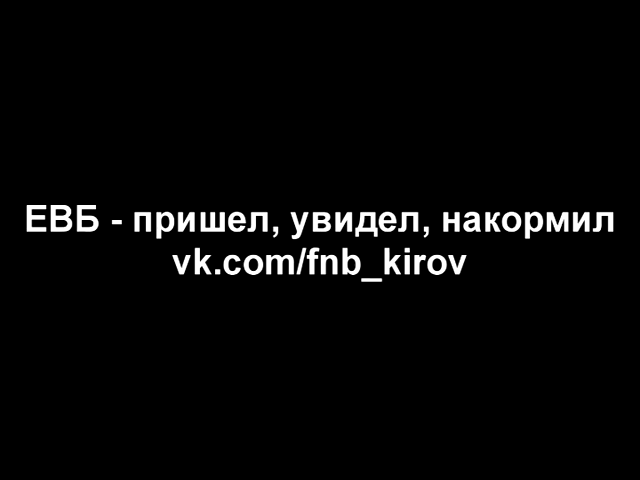 ЕВБ - пришел, увидел, накормил
vk.com/fnb_kirov